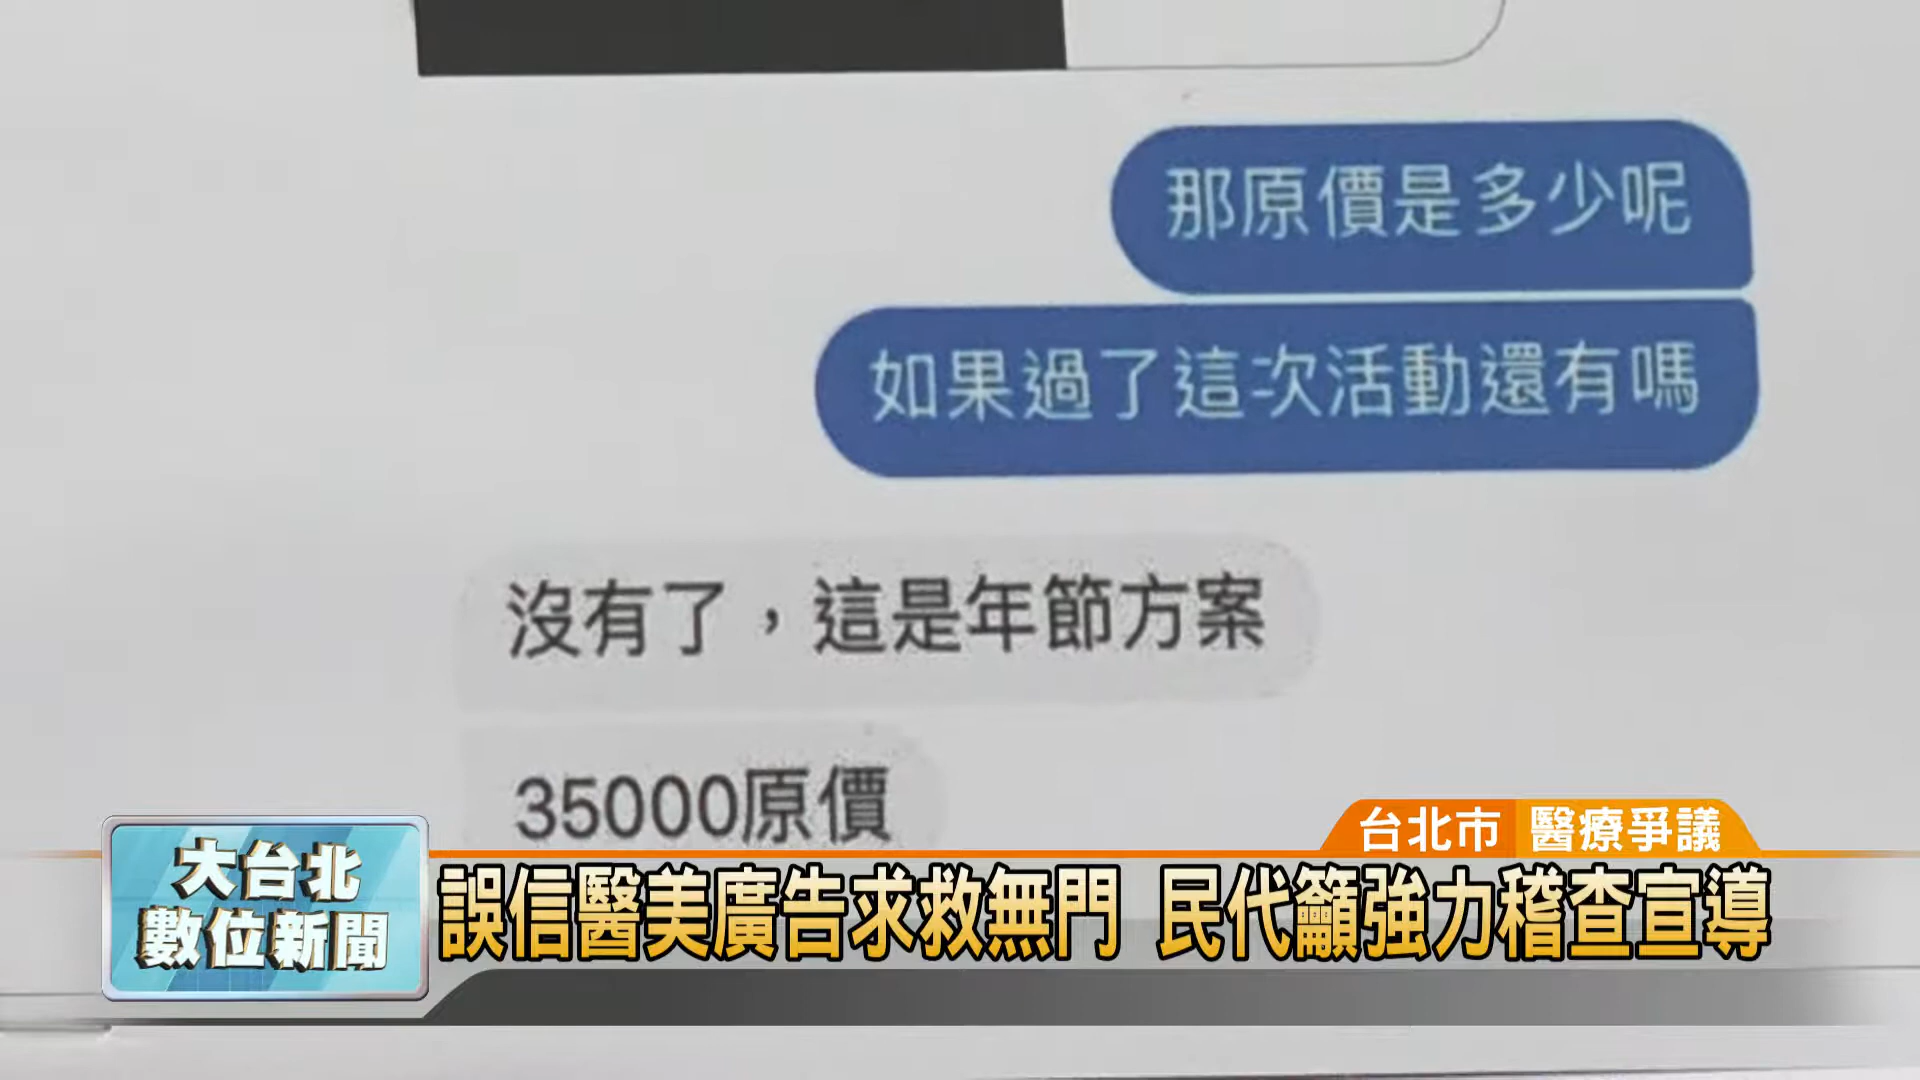 那原價是多少呢
如果過了這次活動還有嗎
沒有了，這是年節方案
35000原價
台北市 醫療爭議
大台北
數位新聞
誤信醫美廣告求救無門 民代籲強力稽查宣導